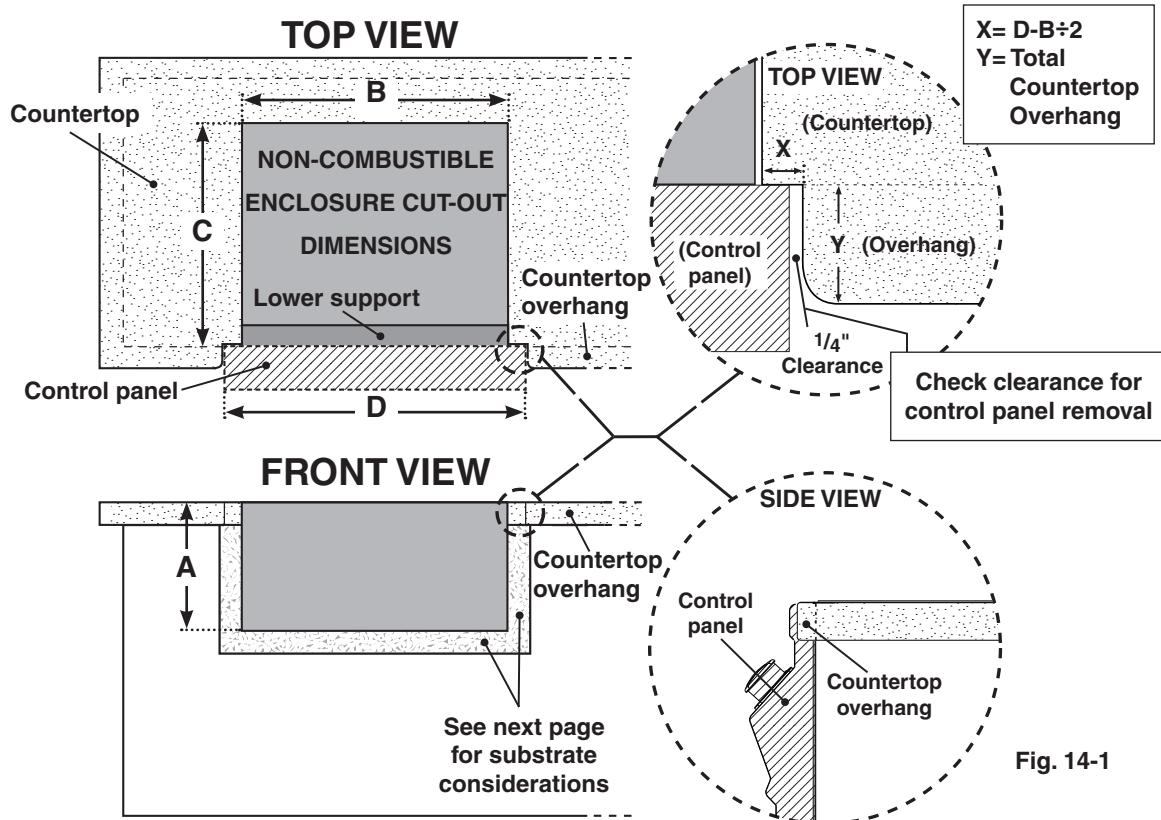 TOP VIEW
Countertop
B
NON-COMBUSTIBLE
ENCLOSURE CUT-OUT
DIMENSIONS
C
Lower support
Countertop
overhang
Control panel
D
X= D-B÷2
Y= Total
Countertop
Overhang
TOP VIEW
(Countertop)
X
(Control
panel)
Y (Overhang)
1/4"
Clearance
Check clearance for
control panel removal
FRONT VIEW
A
Countertop
overhang
See next page
for substrate
considerations
SIDE VIEW
Control
panel
Countertop
overhang
Fig. 14-1